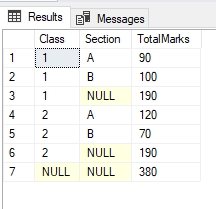 Results Messages
Class Section TotalMarks
1 1 A 90
2 1 B 100
3 1 NULL 190
4 2 A 120
5 2 B 70
6 2 NULL 190
7 NULL NULL 380